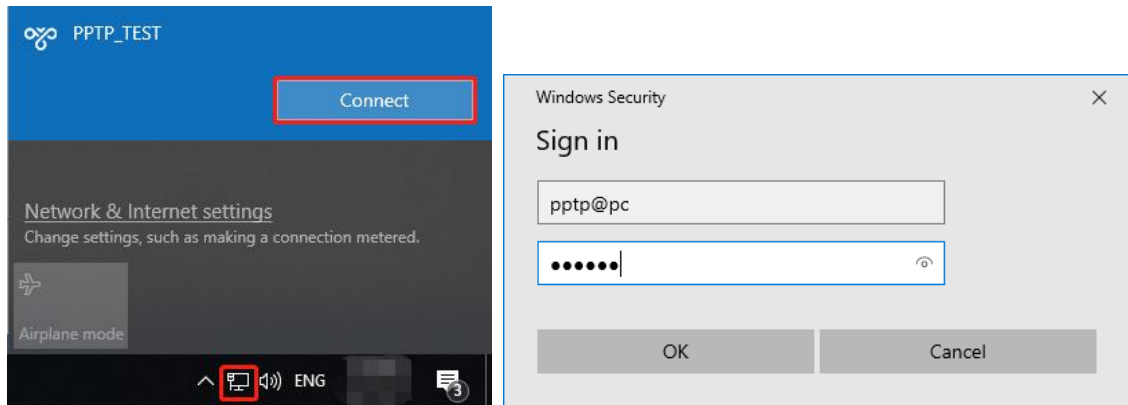 PPTP_TEST
Connect
Network & Internet settings
Change settings, such as making a connection metered.
Airplane mode
ENG
3
Windows Security
Sign in
pptp@pc
●●●●●●
OK
Cancel